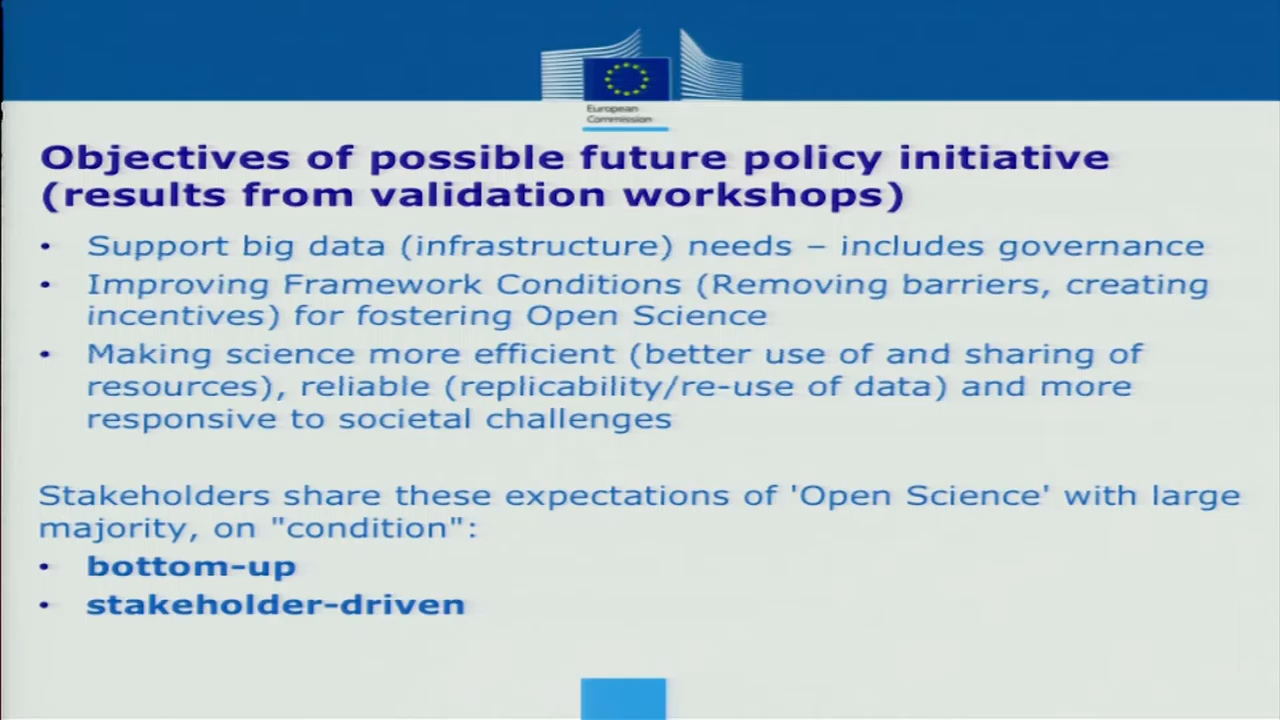 European
Commission
Objectives of possible future policy initiative
(results from validation workshops)
• Support big data (infrastructure) needs – includes governance
• Improving Framework Conditions (Removing barriers, creating
incentives) for fostering Open Science
• Making science more efficient (better use of and sharing of
resources), reliable (replicability/re-use of data) and more
responsive to societal challenges
Stakeholders share these expectations of 'Open Science' with large
majority, on "condition":
• bottom-up
• stakeholder-driven